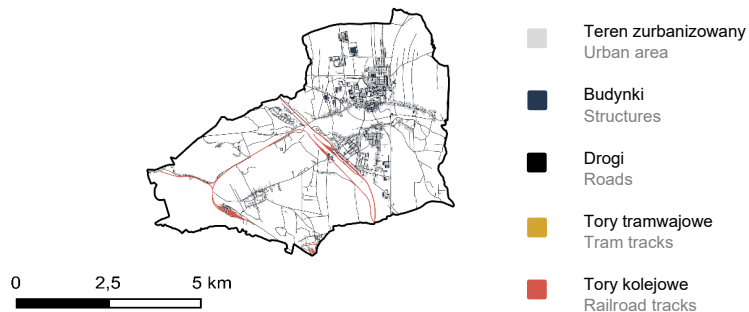 Teren zurbanizowany
Urban area
Budynki
Structures
Drogi
Roads
Tory tramwajowe
Tram tracks
Tory kolejowe
Railroad tracks
0 2,5 5 km